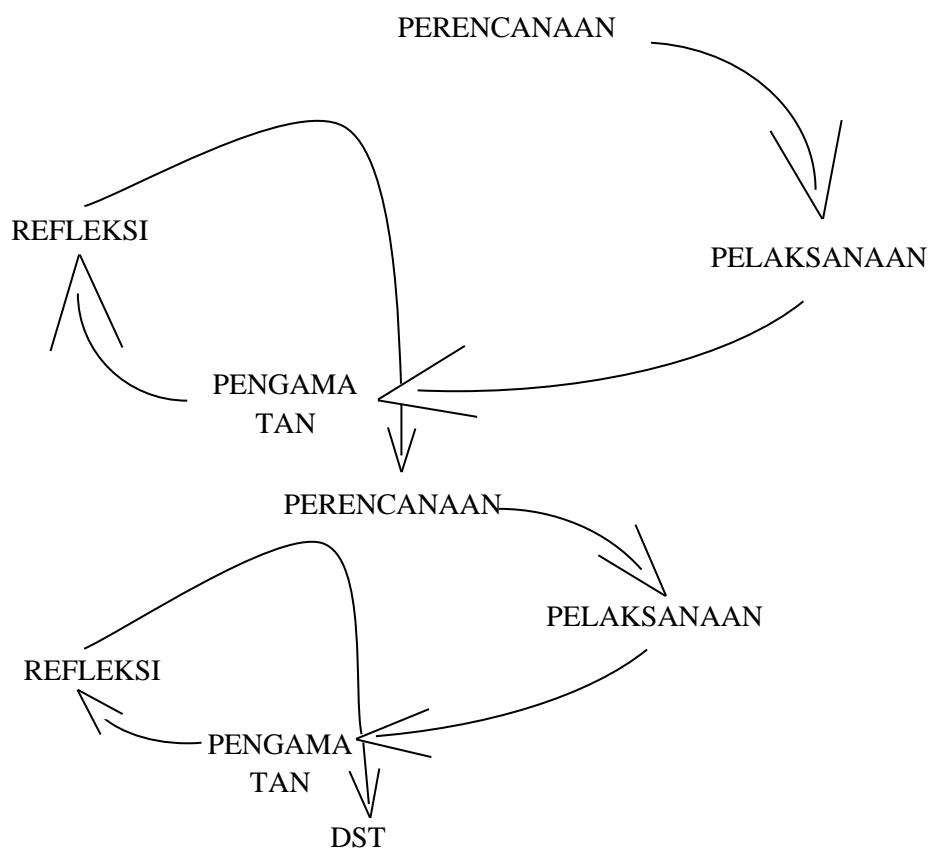 PERENCANAAN
REFLEKSI
PELAKSANAAN
PENGAMA
TAN
PERENCANAAN
PELAKSANAAN
REFLEKSI
PENGAMA
TAN
DST